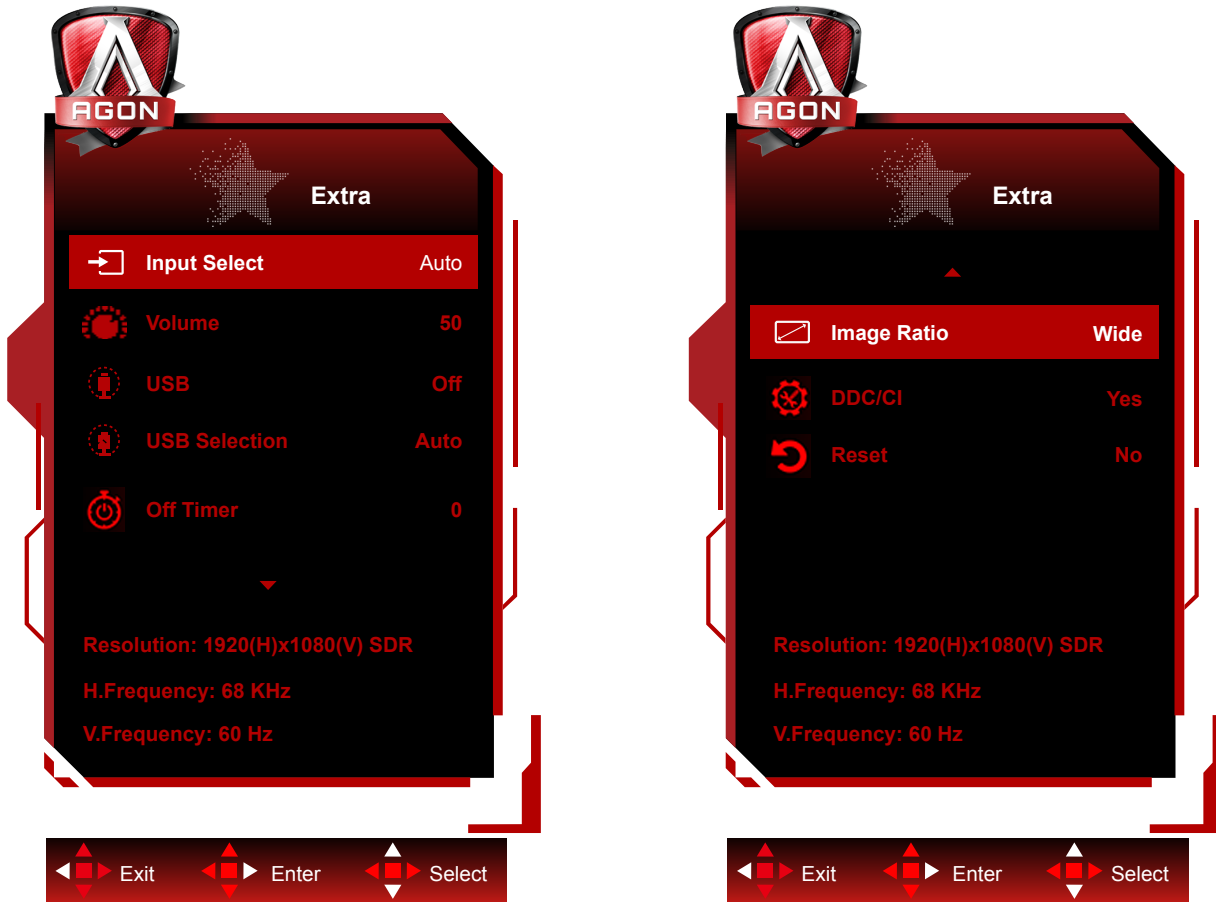 AGON
Extra
Input Select Auto
Volume 50
USB Off
USB Selection Auto
Off Timer 0
Resolution: 1920(H)x1080(V) SDR
H.Frequency: 68 KHz
V.Frequency: 60 Hz
Exit Enter Select
AGON
Extra
Image Ratio Wide
DDC/CI Yes
Reset No
Resolution: 1920(H)x1080(V) SDR
H.Frequency: 68 KHz
V.Frequency: 60 Hz
Exit Enter Select